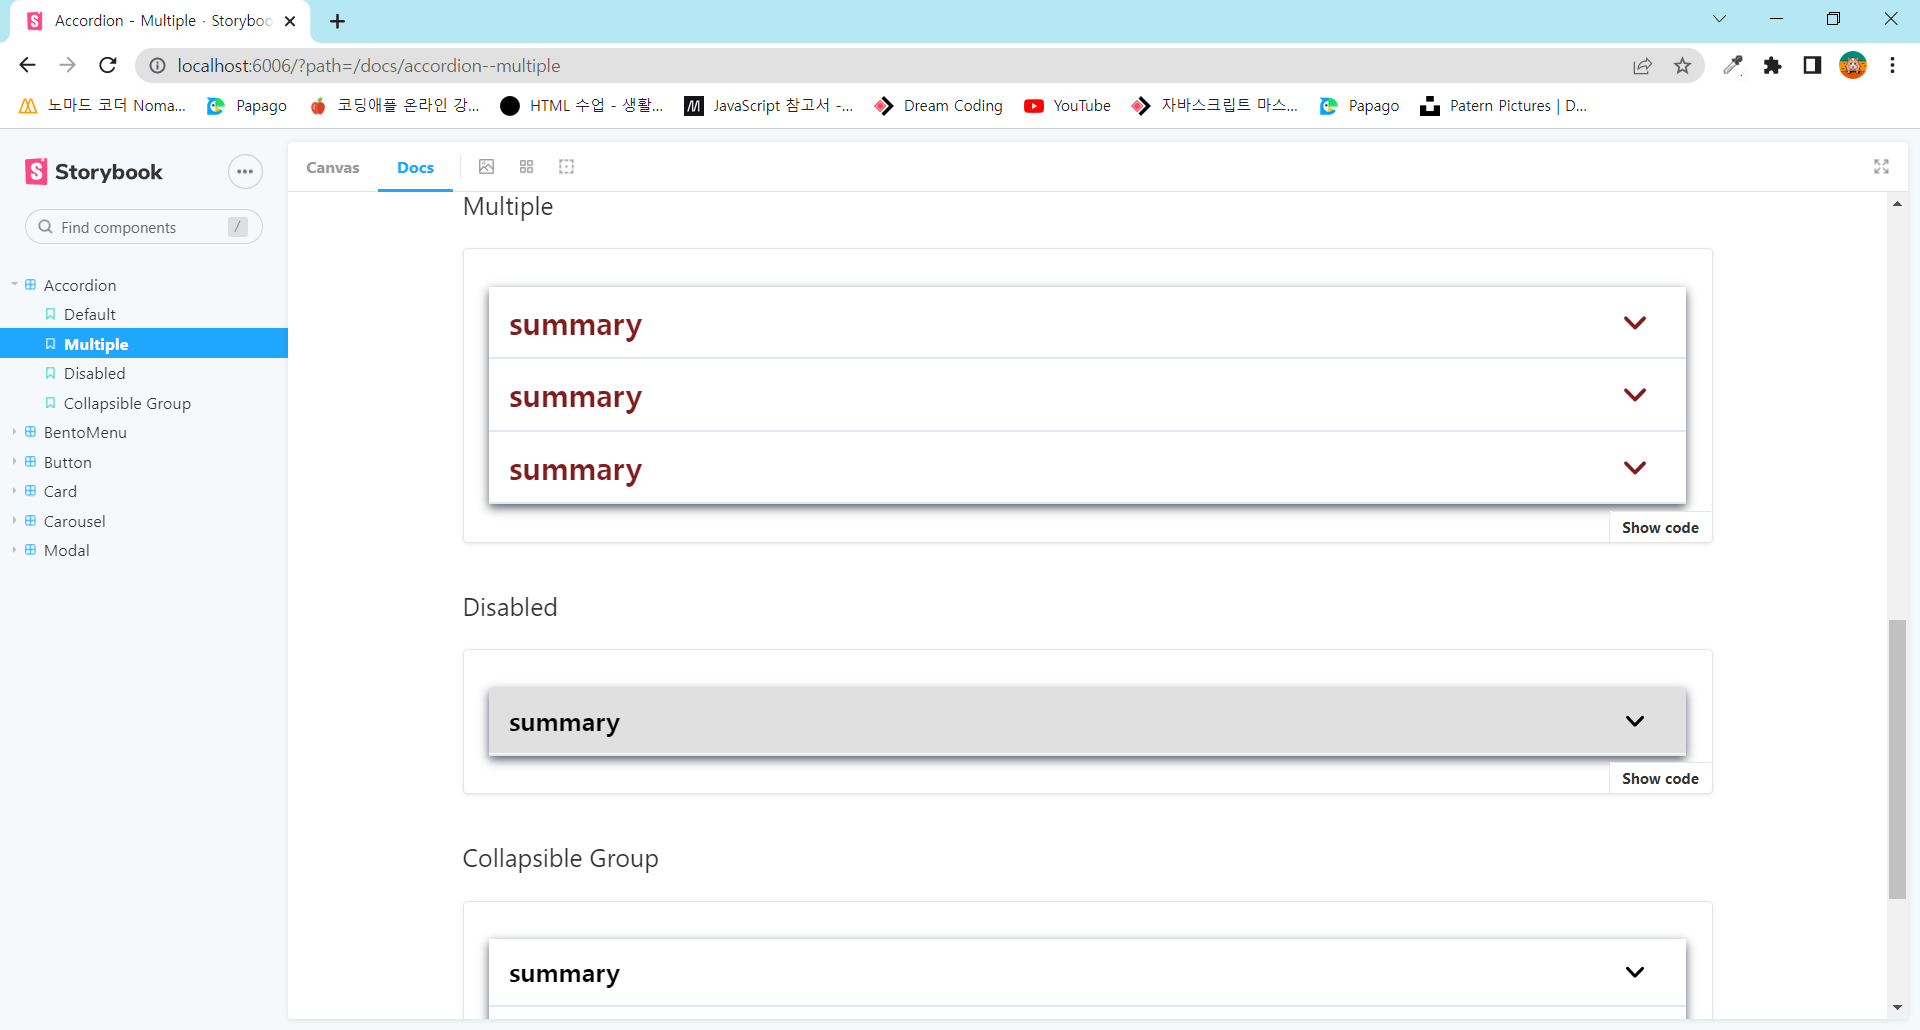 Accordion - Multiple · Storyboo
localhost:6006/?path=/docs/accordion--multiple
노마드 코더 Noma... Papago 코딩애플 온라인 강... HTML 수업 - 생활... JavaScript 참고서 -... Dream Coding YouTube 자바스크립트 마스... Papago Patern Pictures | D...
Storybook
Find components /
Accordion
Default
Multiple
Disabled
Collapsible Group
BentoMenu
Button
Card
Carousel
Modal
Canvas Docs
Multiple
summary
summary
summary
Show code
Disabled
summary
Show code
Collapsible Group
summary